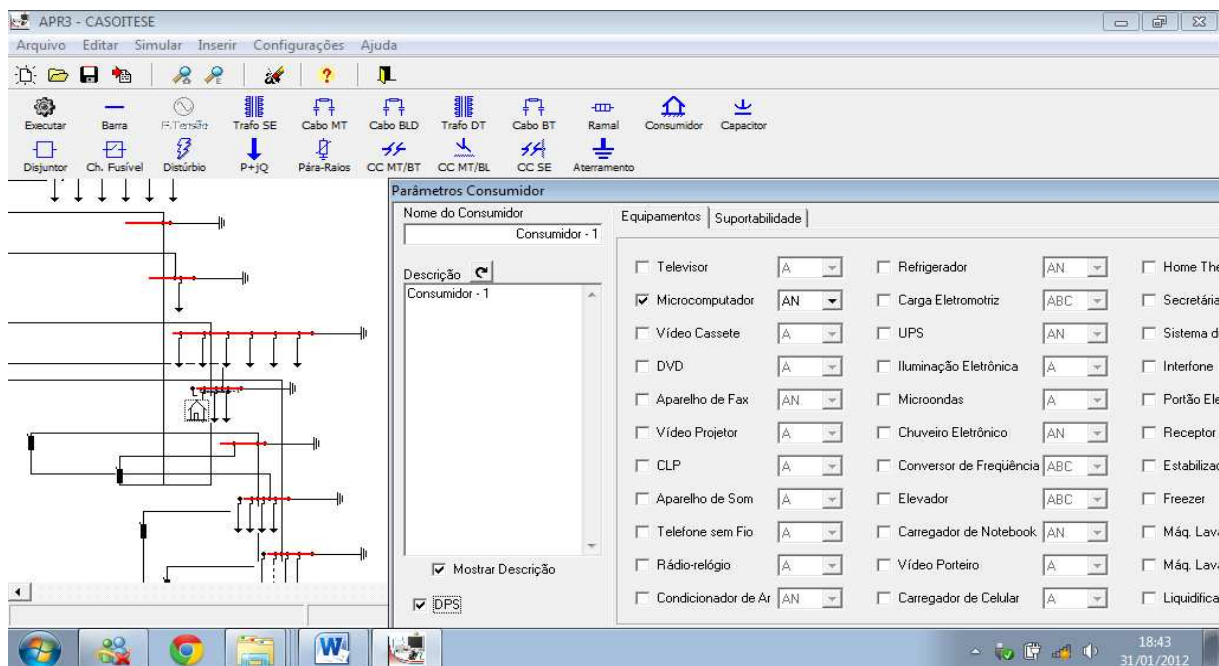 APR3 - CASOITESE
Arquivo Editar Simular Inserir Configurações Ajuda
Executar Barra F.Tensão Trafo SE Cabo MT Cabo BLD Trafo DT Cabo BT Ramal Consumidor Capacitor
Disjuntor Ch. Fusível Distúrbio P+jQ Pára-Raios CC MT/BT CC MT/BL CC SE Aterramento
Parâmetros Consumidor
Nome do Consumidor
Consumidor - 1
Descrição
Consumidor - 1
Mostrar Descrição
DPS
Equipamentos Suportabilidade
Televisor A Refrigerador AN Home The
Microcomputador AN Carga Eletromotriz ABC Secretária
Vídeo Cassete A UPS AN Sistema d
DVD A Iluminação Eletrônica A Interfone
Aparelho de Fax AN Microondas A Portão Ele
Vídeo Projetor A Chuveiro Eletrônico AN Receptor
CLP A Conversor de Freqüência ABC Estabilizad
Aparelho de Som A Elevador ABC Freezer
Telefone sem Fio A Carregador de Notebook AN Máq. Lava
Rádio-relógio A Vídeo Porteiro A Máq. Lava
Condicionador de Ar AN Carregador de Celular A Liquidifica
18:43
31/01/2012